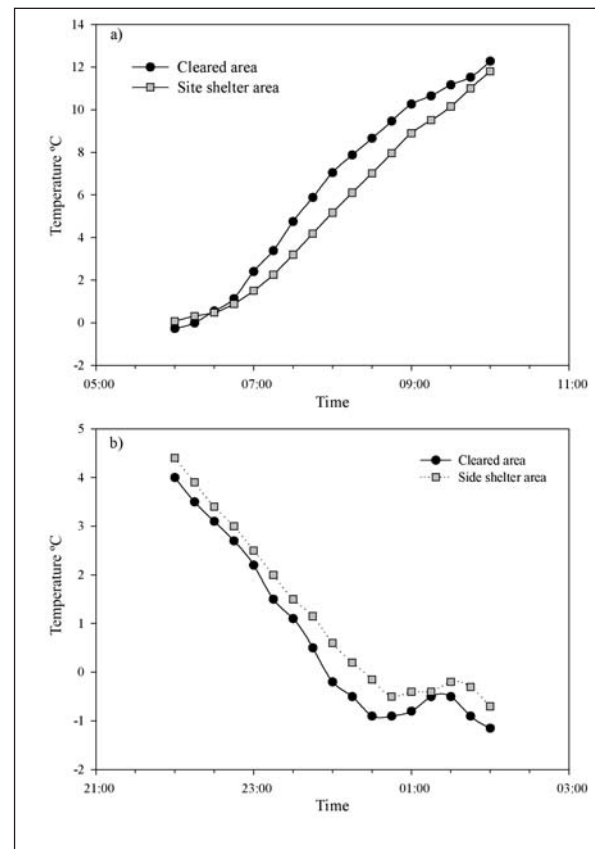 14
a)
12
Cleared area
Site shelter area
10
8
6
4
2
0
-2
Temperature ºC
05:00 07:00 09:00 11:00
Time
5
b)
4
Cleared area
Side shelter area
3
2
1
0
-1
-2
Temperature ºC
21:00 23:00 01:00 03:00
Time